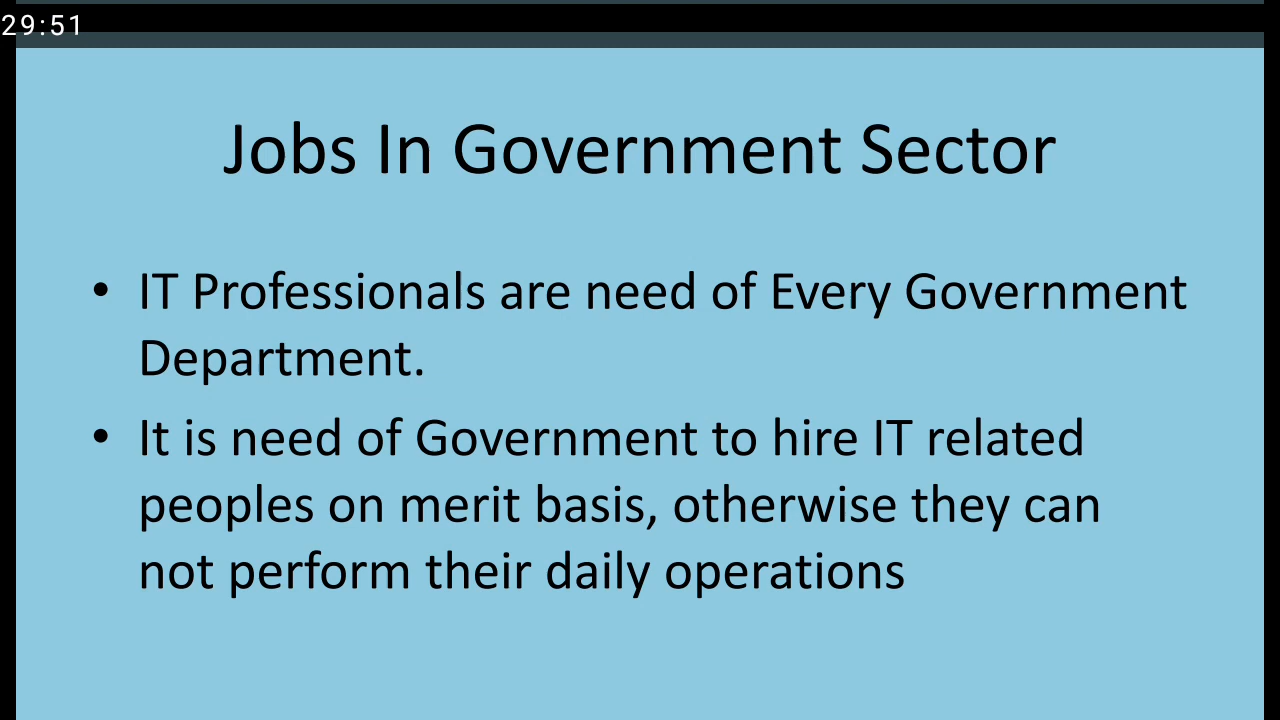 29:51
Jobs In Government Sector
• IT Professionals are need of Every Government
Department.
• It is need of Government to hire IT related
peoples on merit basis, otherwise they can
not perform their daily operations